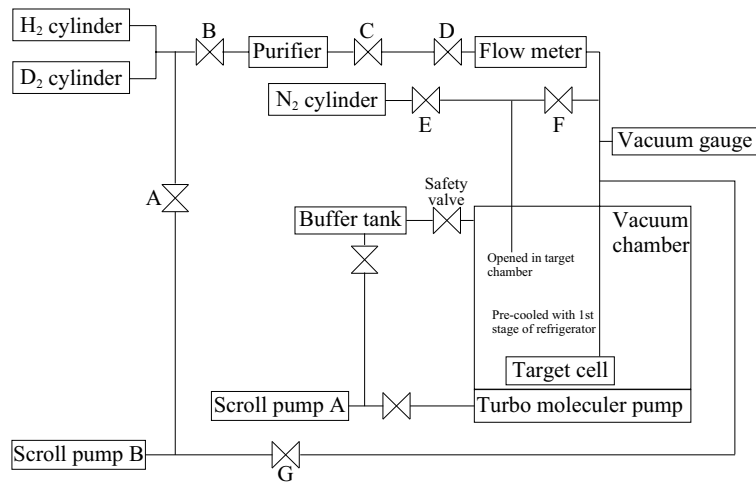 H2 cylinder
B
C
D
Purifier
Flow meter
D2 cylinder
N2 cylinder
E
F
Vacuum gauge
A
Safety
valve
Buffer tank
Vacuum
chamber
Opened in target
chamber
Pre-cooled with 1st
stage of refrigerator
Target cell
Scroll pump A
Turbo moleculer pump
Scroll pump B
G